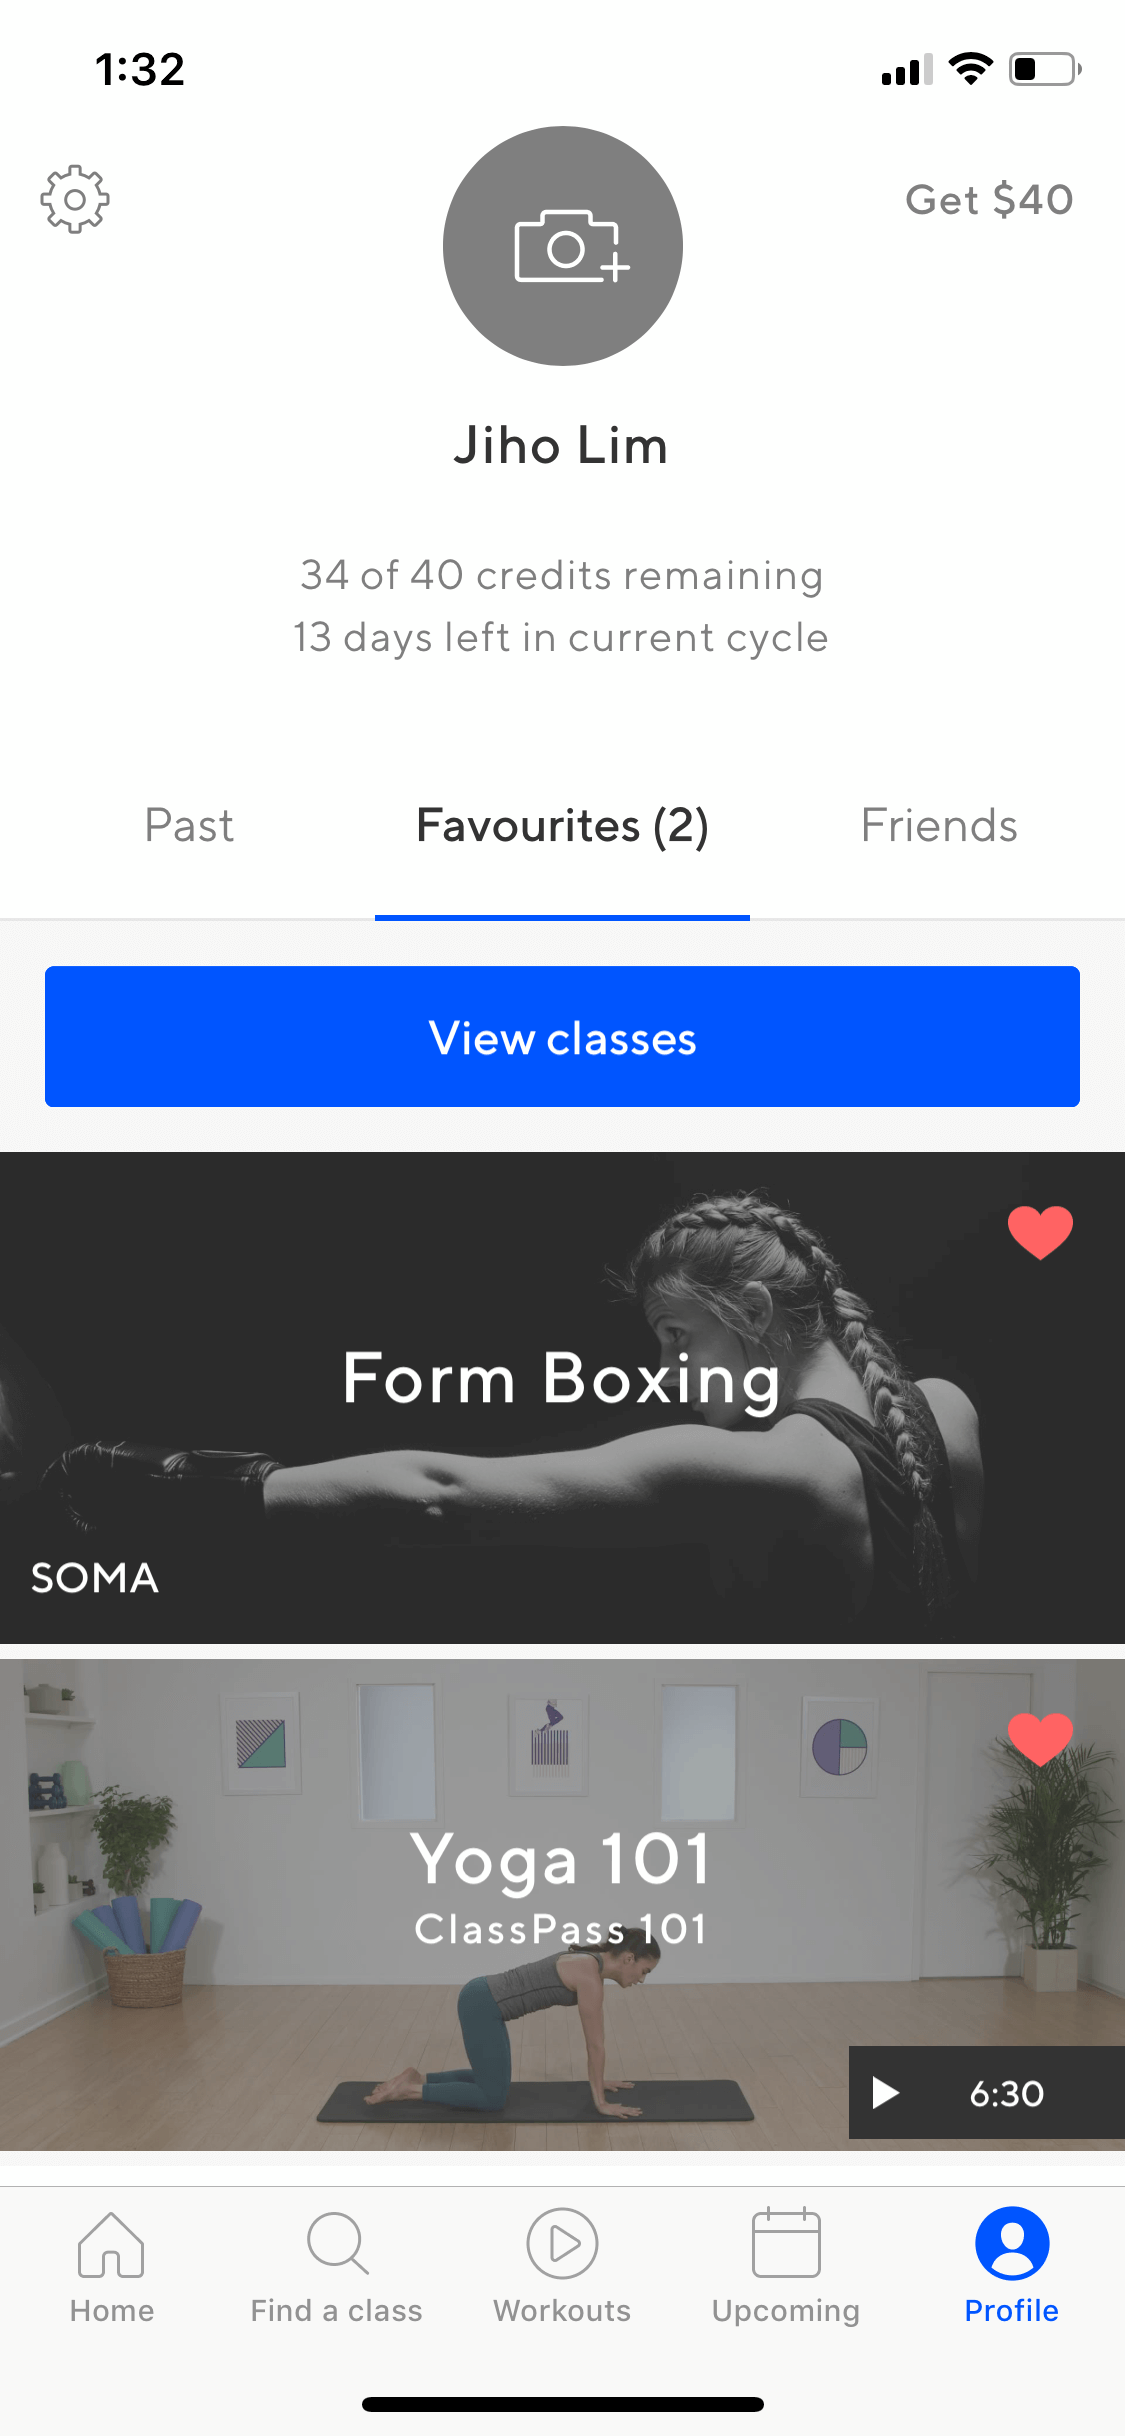 1:32
Get $40
Jiho Lim
34 of 40 credits remaining
13 days left in current cycle
Past
Favourites (2)
Friends
View classes
Form Boxing
SOMA
Yoga 101
ClassPass 101
6:30
Home
Find a class
Workouts
Upcoming
Profile